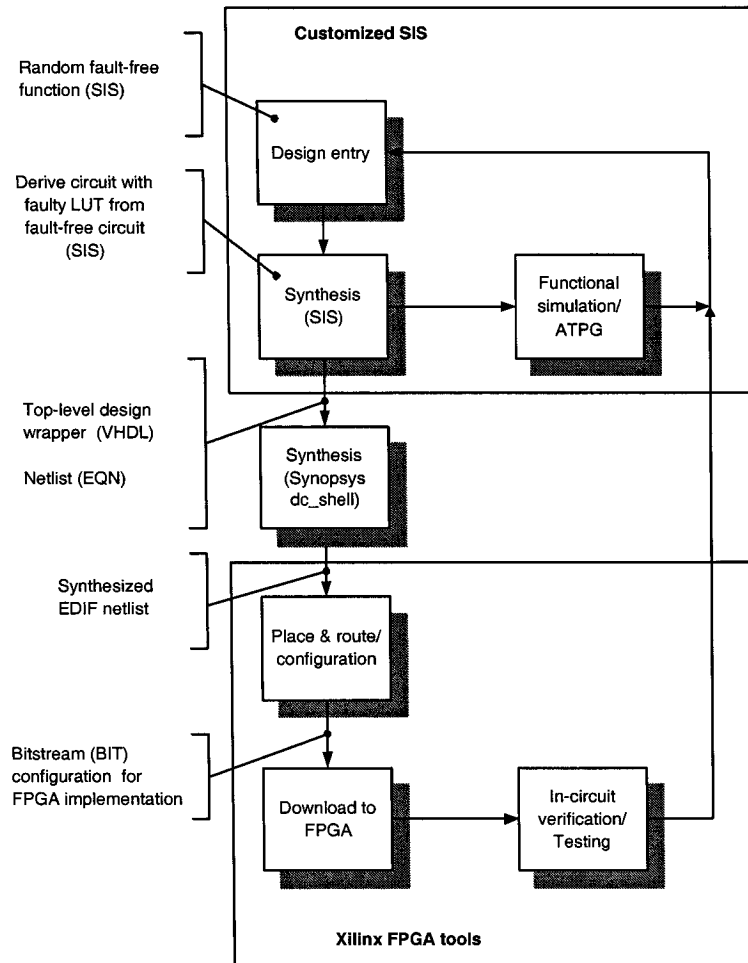 Customized SIS
Random fault-free
function (SIS)
Design entry
Derive circuit with
faulty LUT from
fault-free circuit
(SIS)
Synthesis
(SIS)
Functional
simulation/
ATPG
Top-level design
wrapper (VHDL)
Netlist (EQN)
Synthesis
(Synopsys
dc_shell)
Synthesized
EDIF netlist
Place & route/
configuration
Bitstream (BIT)
configuration for
FPGA implementation
Download to
FPGA
In-circuit
verification/
Testing
Xilinx FPGA tools